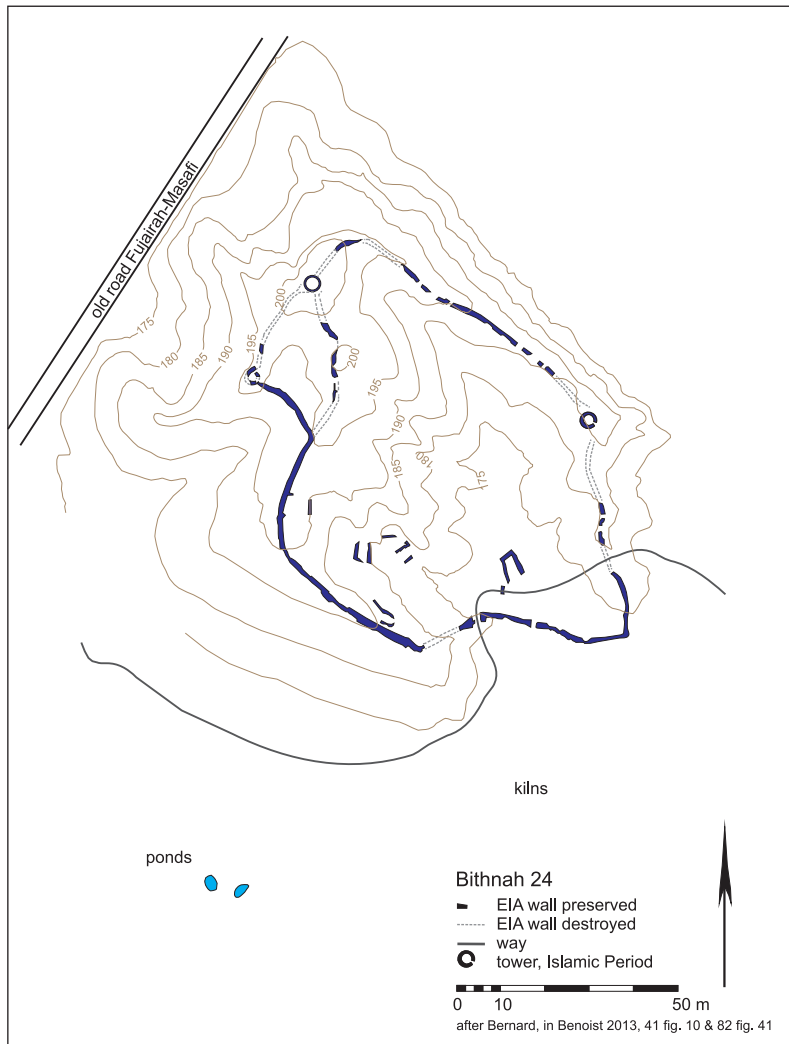 old road Fujairah-Masafi
175
180
185
190
195
200
200
195
190
185
180
175
kilns
ponds
Bithnah 24
EIA wall preserved
EIA wall destroyed
way
tower, Islamic Period
0 10 50 m
after Bernard, in Benoist 2013, 41 fig. 10 & 82 fig. 41